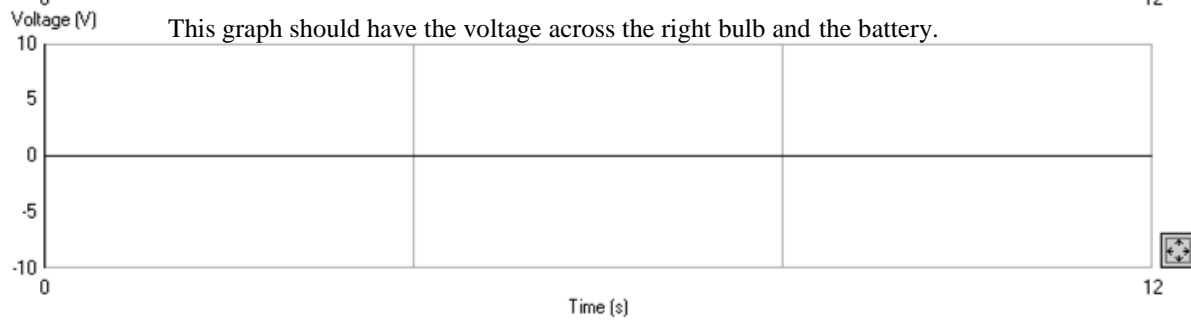 12
Voltage (V)
This graph should have the voltage across the right bulb and the battery.
10
5
0
-5
-10
0
12
Time (s)